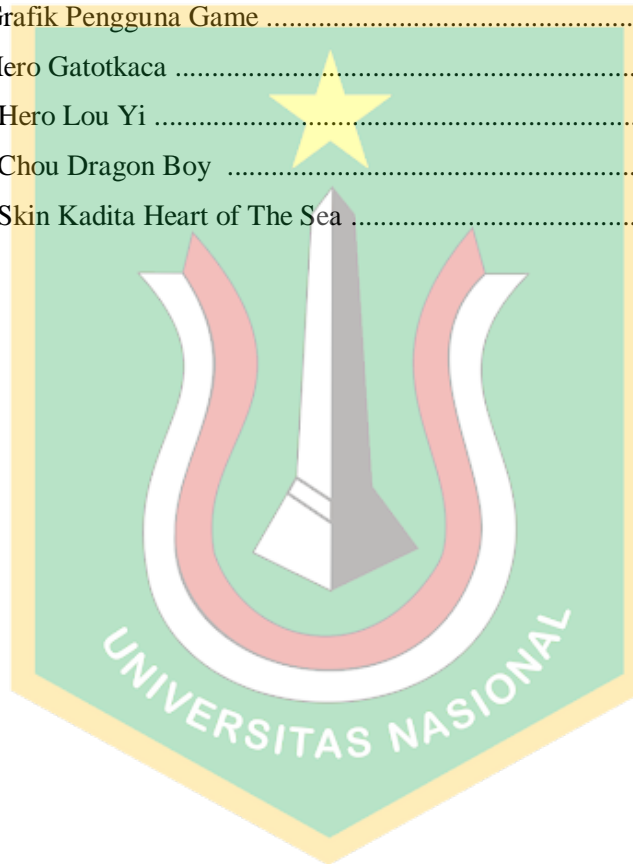 Grafik Pengguna Game ..........................................................
Hero Gatotkaca ........................................................................
Hero Lou Yi ............................................................................
Chou Dragon Boy ................................................................
Skin Kadita Heart of The Sea ............................................
UNIVERSITAS NASIONAL